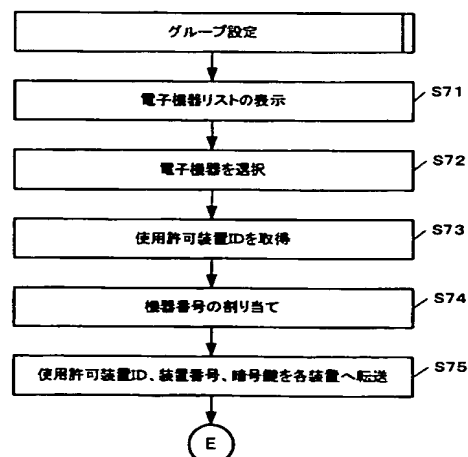 グループ設定
電子機器リストの表示
S71
電子機器を選択
S72
使用許可装置IDを取得
S73
機器番号の割り当て
S74
使用許可装置ID、装置番号、暗号鍵を各装置へ転送
S75
E